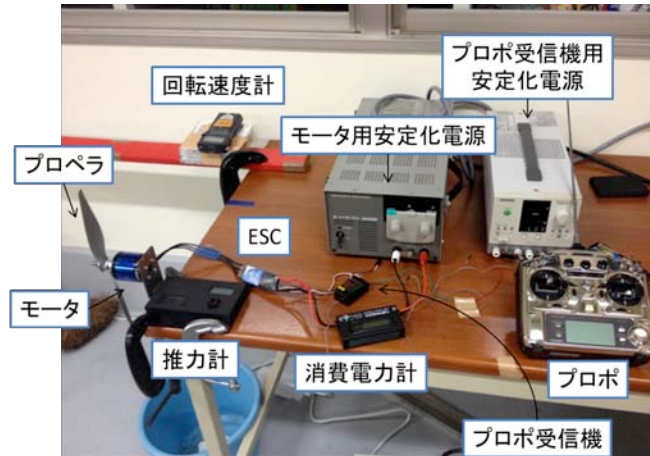 プロポ受信機用
安定化電源
回転速度計
モータ用安定化電源
プロペラ
ESC
モータ
推力計
消費電力計
プロポ
プロポ受信機